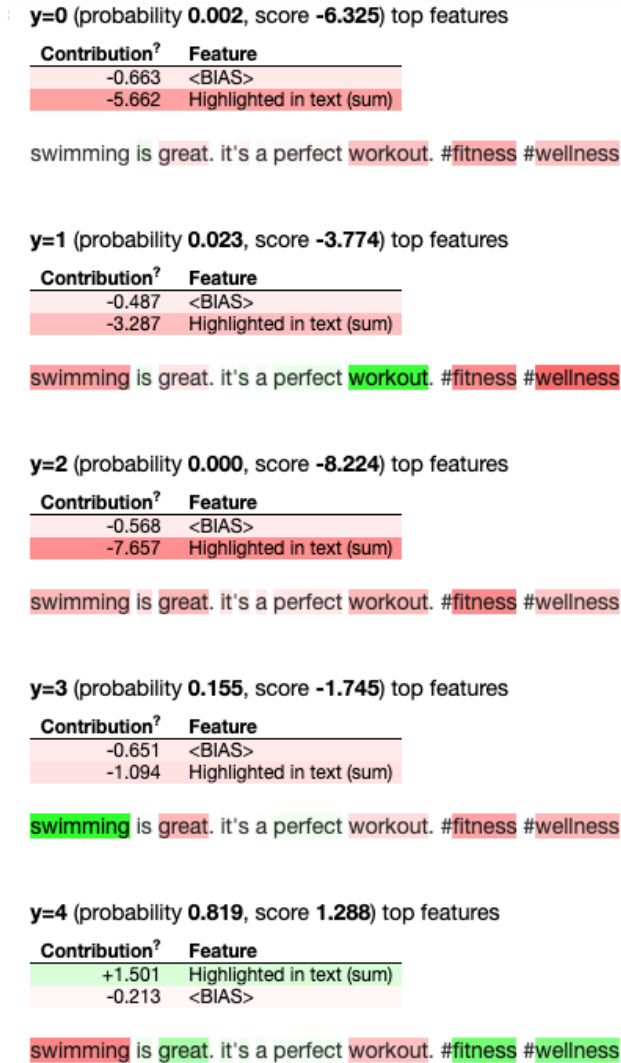 y=0 (probability 0.002, score -6.325) top features
Contribution? Feature
-0.663 <BIAS>
-5.662 Highlighted in text (sum)
swimming is great. it's a perfect workout. #fitness #wellness
y=1 (probability 0.023, score -3.774) top features
Contribution? Feature
-0.487 <BIAS>
-3.287 Highlighted in text (sum)
swimming is great. it's a perfect workout. #fitness #wellness
y=2 (probability 0.000, score -8.224) top features
Contribution? Feature
-0.568 <BIAS>
-7.657 Highlighted in text (sum)
swimming is great. it's a perfect workout. #fitness #wellness
y=3 (probability 0.155, score -1.745) top features
Contribution? Feature
-0.651 <BIAS>
-1.094 Highlighted in text (sum)
swimming is great. it's a perfect workout. #fitness #wellness
y=4 (probability 0.819, score 1.288) top features
Contribution? Feature
+1.501 Highlighted in text (sum)
-0.213 <BIAS>
swimming is great. it's a perfect workout. #fitness #wellness